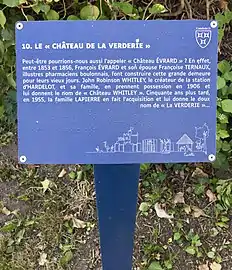 10. LE « CHÂTEAU DE LA VERDERIE »
Peut-être pourrions-nous aussi l'appeler « Château ÉVRARD » ? En effet,
entre 1853 et 1856, François ÉVRARD et son épouse Françoise TERNAUX,
illustres pharmaciens boulonnais, font construire cette grande demeure
pour leurs vieux jours. John Robinson WHITLEY, le créateur de la station
d'HARDELOT, et sa famille, en prennent possession en 1906 et
lui donnent le nom de « Château WHITLEY ». Cinquante ans plus tard,
en 1955, la famille LAPIERRE en fait l'acquisition et lui donne le doux
nom de « La VERDERIE »...